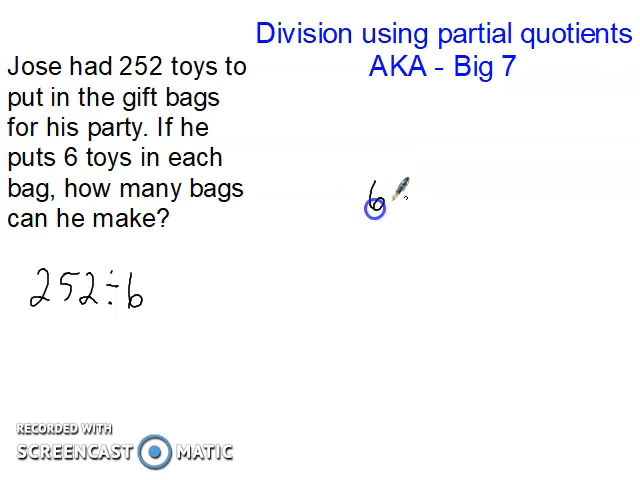 Division using partial quotients
AKA - Big 7
Jose had 252 toys to
put in the gift bags
for his party. If he
puts 6 toys in each
bag, how many bags
can he make?
252÷6
6
RECORDED WITH
SCREENCAST MATIC